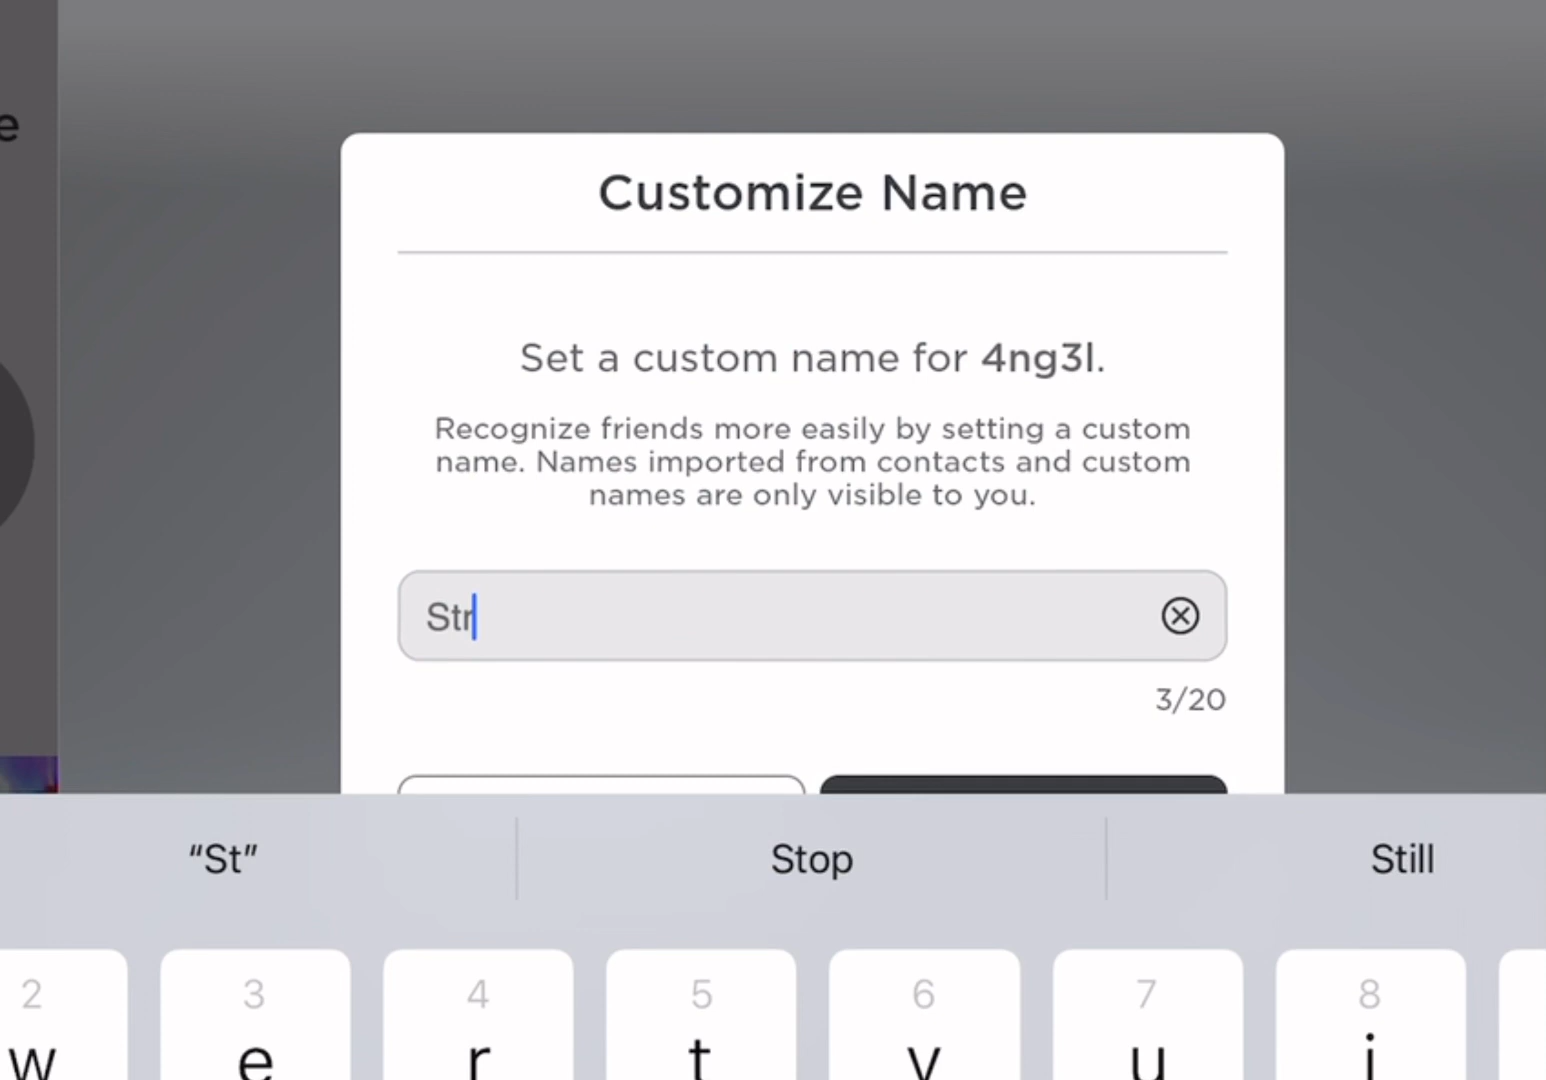 e
Customize Name
Set a custom name for 4ng3l.
Recognize friends more easily by setting a custom
name. Names imported from contacts and custom
names are only visible to you.
Str
3/20
“St” Stop Still
2 3 4 5 6 7 8
w e r t y u i